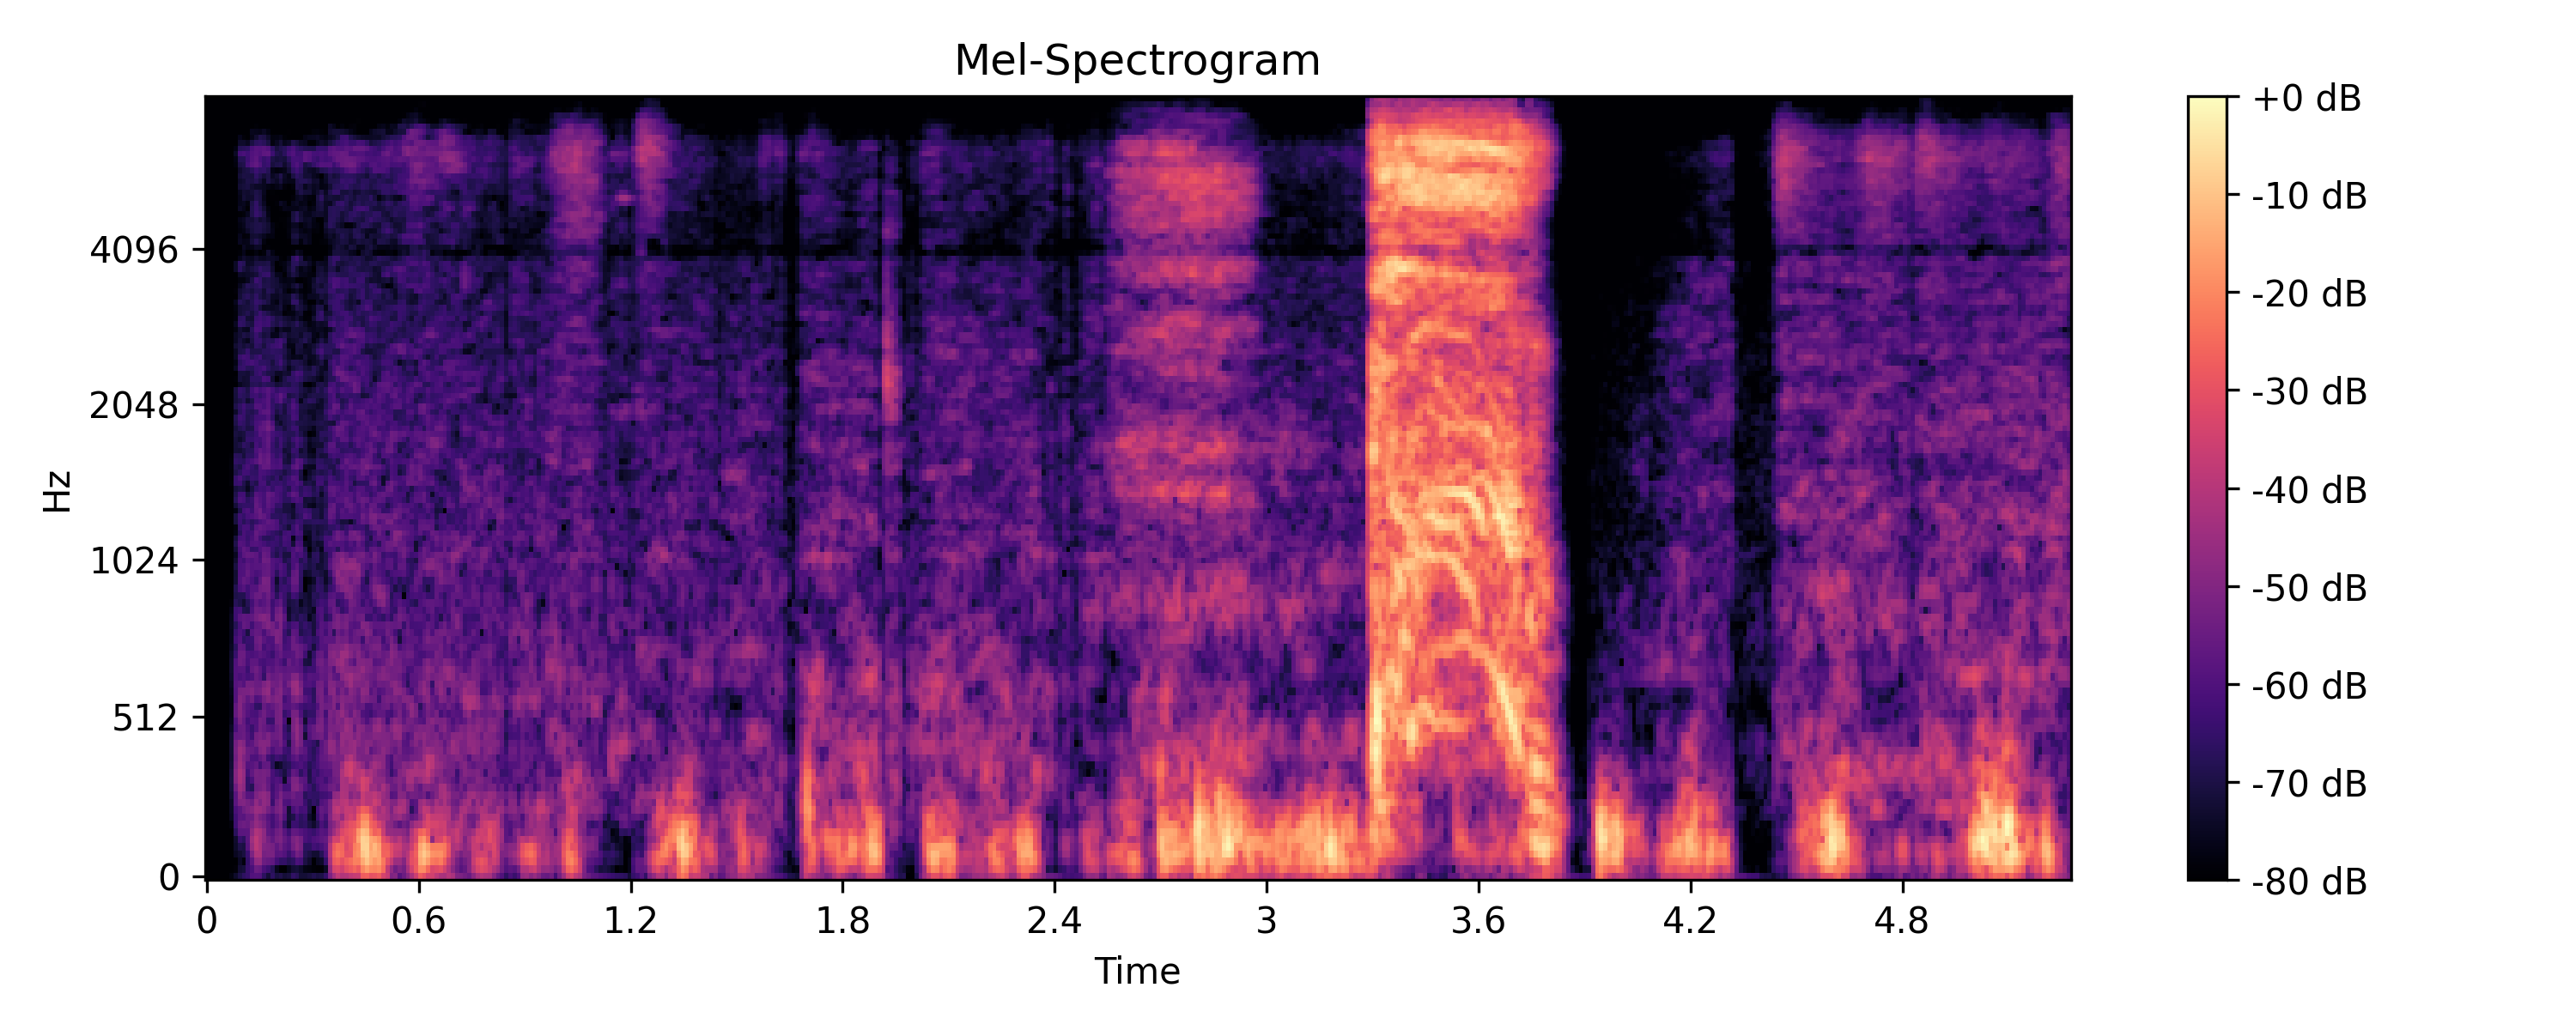 Mel-Spectrogram
+0 dB
-10 dB
-20 dB
-30 dB
-40 dB
-50 dB
-60 dB
-70 dB
-80 dB
4096
2048
1024
512
0
Hz
0 0.6 1.2 1.8 2.4 3 3.6 4.2 4.8
Time